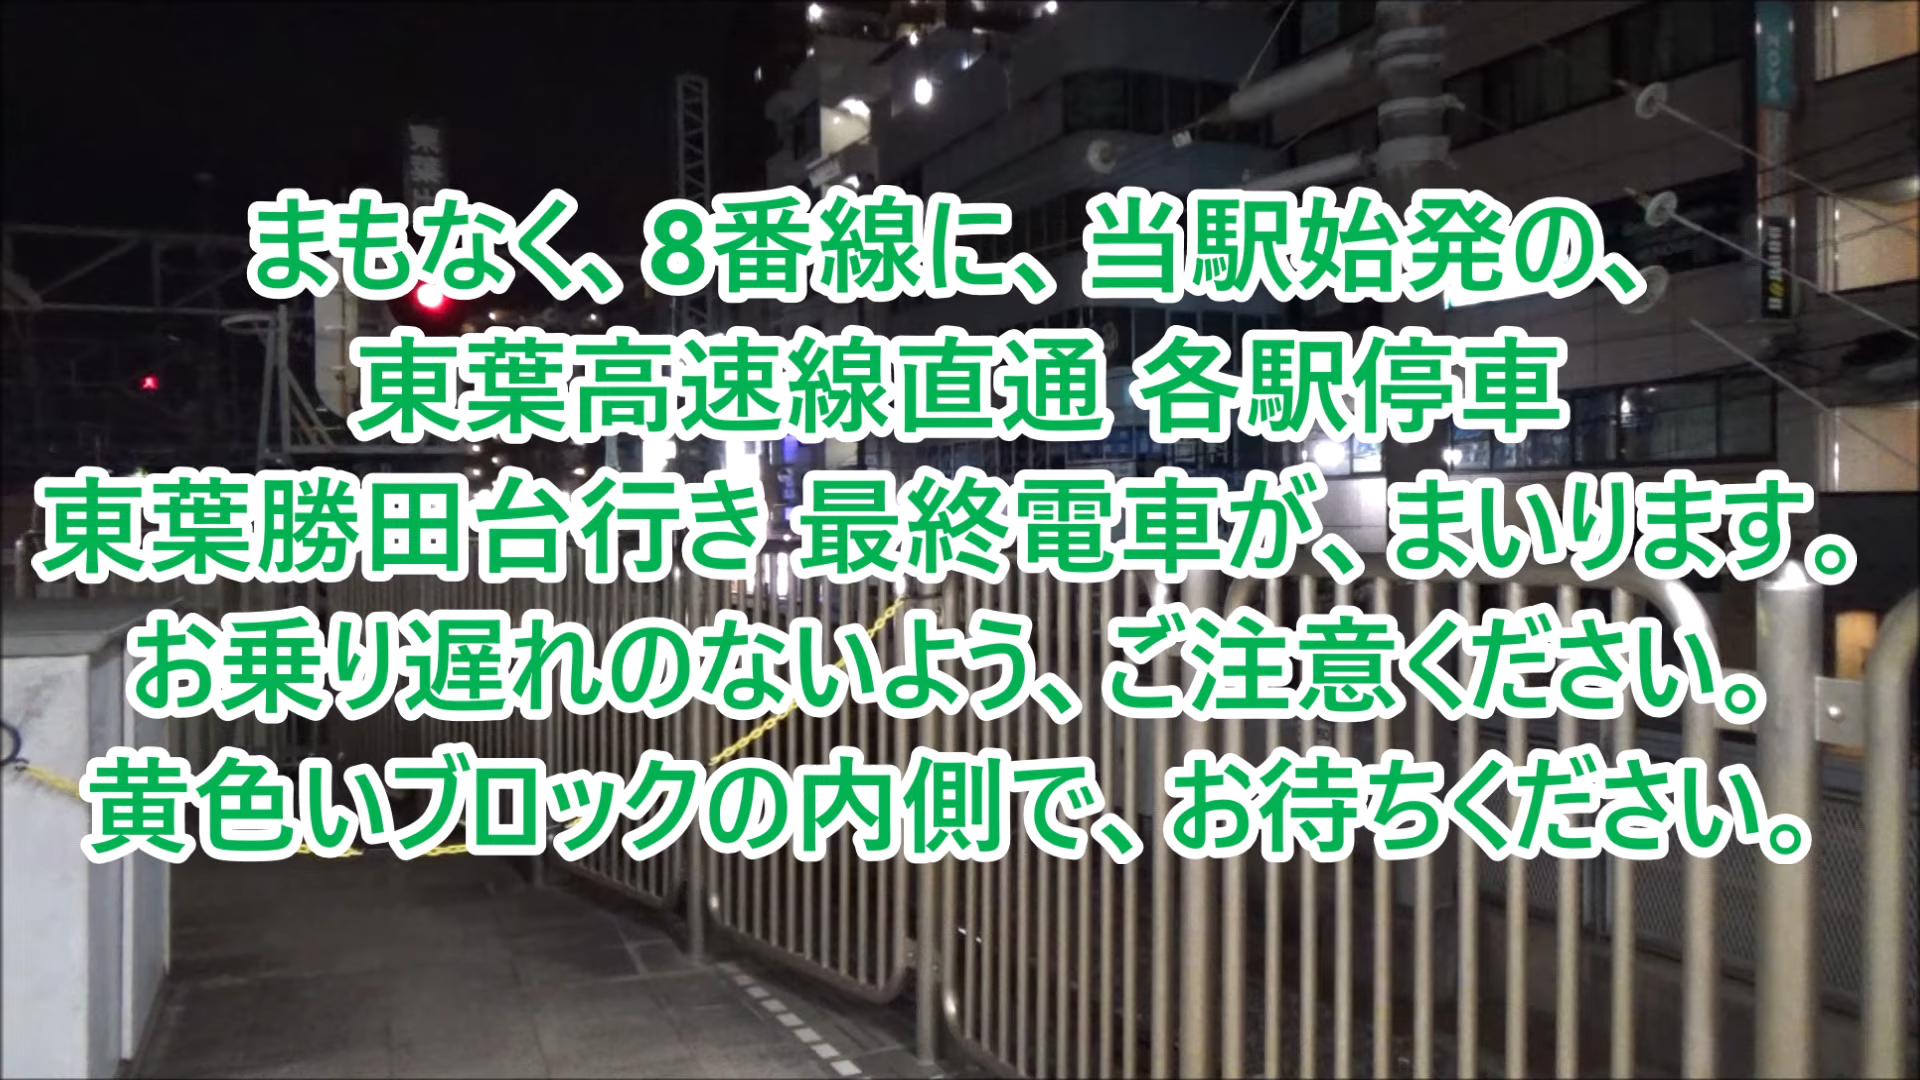 まもなく、8番線に、当駅始発の、
東葉高速線直通 各駅停車
東葉勝田台行き 最終電車が、まいります。
お乗り遅れのないよう、ご注意ください。
黄色いブロックの内側で、お待ちください。
東葉
NOVA